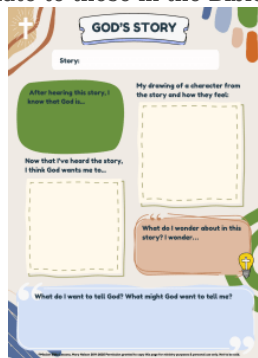 GOD'S STORY
Story:
After hearing this story, I
know that God is...
My drawing of a character from
the story and how they feel:
Now that I've heard the story,
I think God wants me to...
What do I wonder about in this
story? I wonder...
What do I want to tell God? What might God want to tell me?